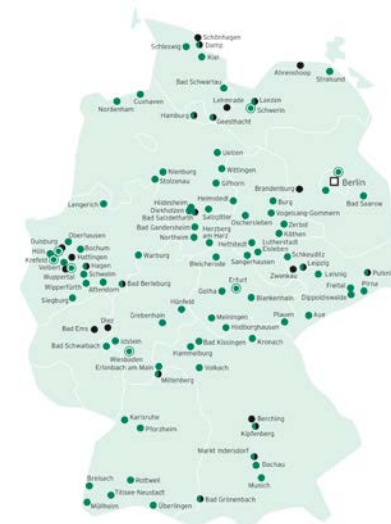 Schönhagen
Schleswig
Damp
Kiel
Ahrenshoop
Stralsund
Bad Schwartau
Cuxhaven
Nordenham
Lehmrade
Leezen
Schwerin
Hamburg
Geesthacht
Uelzen
Nienburg
Wittingen
Stolzenau
Gifhorn
Brandenburg
Berlin
Bad Saarow
Lengerich
Hildesheim
Helmstedt
Burg
Diekholzen
Vogelsang-Gommern
Bad Salzdetfurth
Salzgitter
Oschersleben
Zerbst
Bad Gandersheim
Herzberg
am Harz
Köthen
Northeim
Hettstedt
Lutherstadt
Eisleben
Oberhausen
Duisburg
Bochum
Hüls
Hattingen
Krefeld
Hagen
Velbert
Schwelm
Wuppertal
Wipperfürth
Attendorn
Siegburg
Warburg
Bleicherode
Sangerhausen
Schkeuditz
Leipzig
Zwenkau
Leisnig
Pulsnitz
Freital
Pirna
Dippoldiswalde
Bad Berleburg
Erfurt
Gotha
Blankenhain
Hünfeld
Grebenhain
Meiningen
Plauen
Aue
Hildburghausen
Bad Ems
Diez
Idstein
Bad Schwalbach
Wiesbaden
Bad Kissingen
Kronach
Hammelburg
Erlenbach am Main
Miltenberg
Volkach
Karlsruhe
Pforzheim
Berching
Kipfenberg
Markt Indersdorf
Dachau
Munich
Breisach
Rottweil
Titisee-Neustadt
Müllheim
Überlingen
Bad Grönenbach